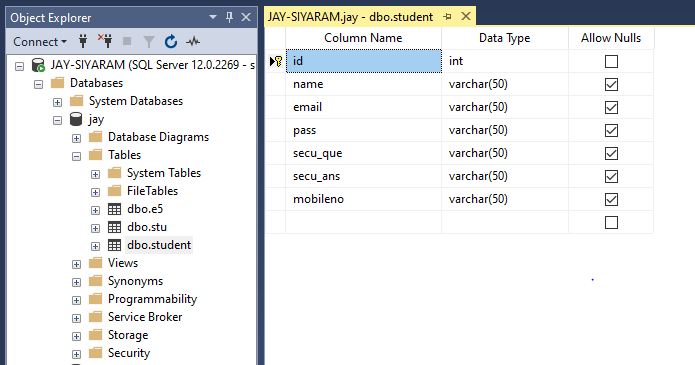 Object Explorer
Connect
JAY-SIYARAM (SQL Server 12.0.2269 - s
Databases
System Databases
jay
Database Diagrams
Tables
System Tables
FileTables
dbo.e5
dbo.stu
dbo.student
Views
Synonyms
Programmability
Service Broker
Storage
Security
JAY-SIYARAM.jay - dbo.student
Column Name Data Type Allow Nulls
id int
name varchar(50)
email varchar(50)
pass varchar(50)
secu_que varchar(50)
secu_ans varchar(50)
mobileno varchar(50)